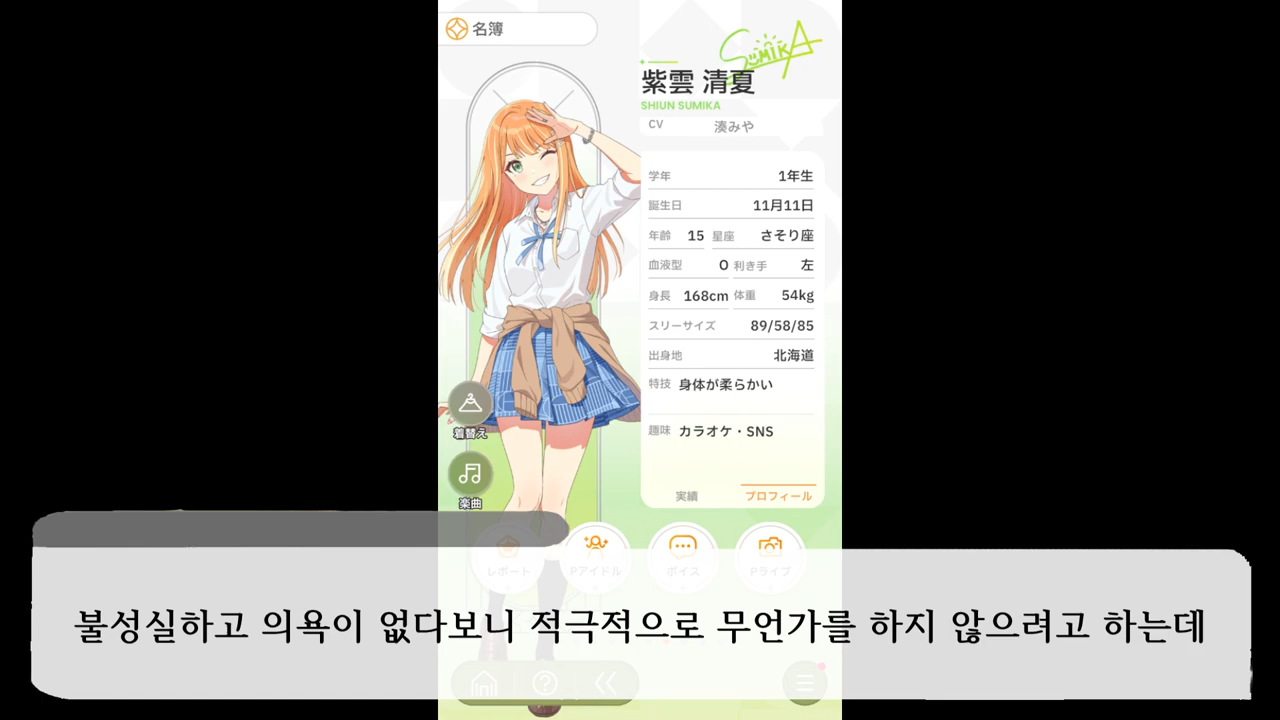 名簿
SUMIKA
紫雲 清夏
SHIUN SUMIKA
CV 湊みや
学年 1年生
誕生日 11月11日
年齢 15 星座 さそり座
血液型 O 利き手 左
身長 168cm 体重 54kg
スリーサイズ 89/58/85
出身地 北海道
特技 身体が柔らかい
趣味 カラオケ・SNS
着替え
楽曲
実績 プロフィール
レポート Pアイドル ボイス Pライブ
불성실하고 의욕이 없다보니 적극적으로 무언가를 하지 않으려고 하는데